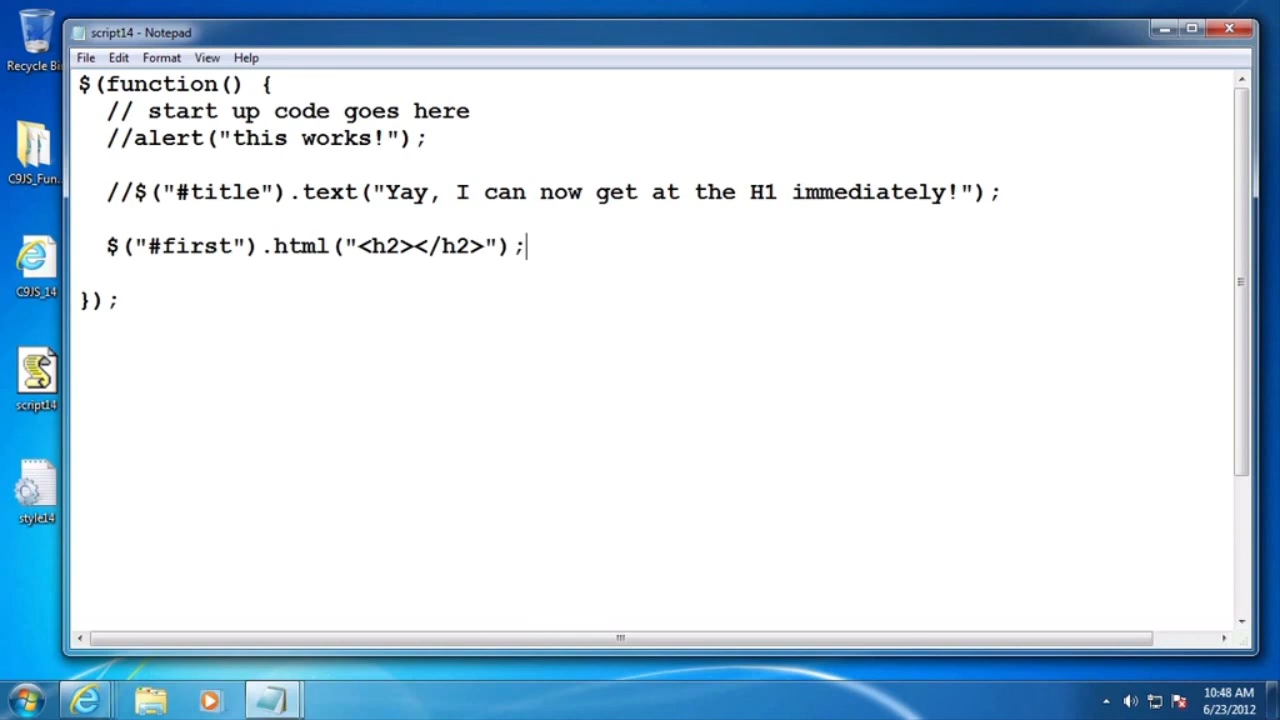 script14 - Notepad
File Edit Format View Help
$(function() {
// start up code goes here
//alert("this works!");
//$("#title").text("Yay, I can now get at the H1 immediately!");
$("#first").html("<h2></h2>");
});
Recycle Bin
C9JS_Fun...
C9JS_14
script14
style14
10:48 AM
6/23/2012